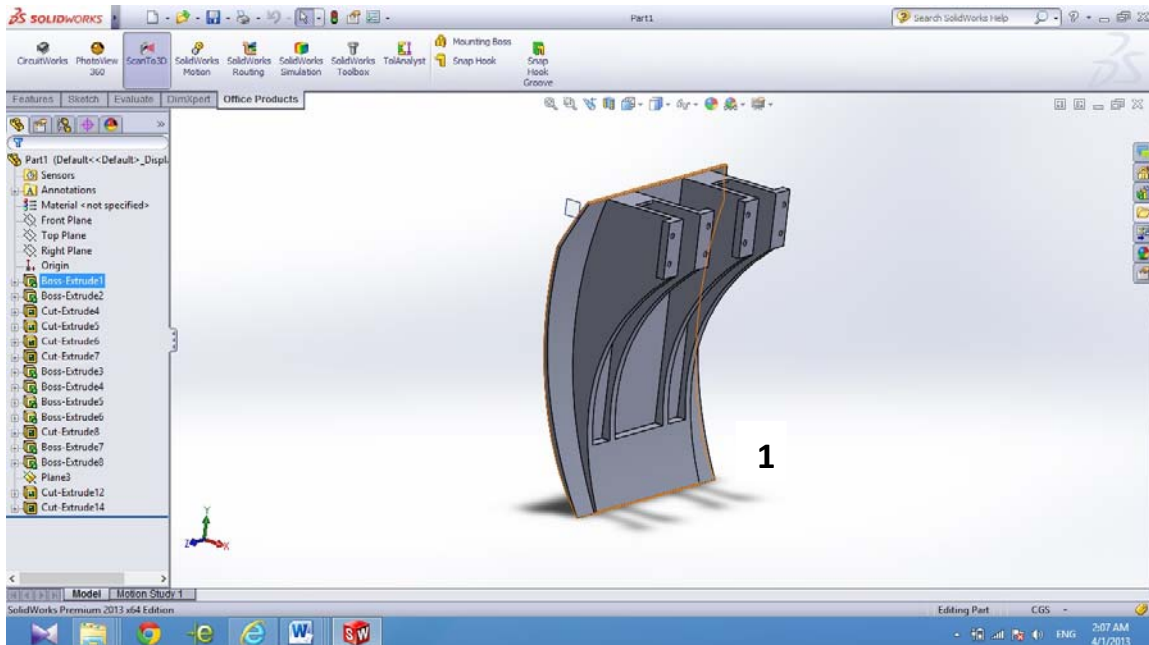 SOLIDWORKS
Part1
Search SolidWorks Help
CircuitWorks
PhotoView 360
ScanTo3D
SolidWorks Motion
SolidWorks Routing
SolidWorks Simulation
SolidWorks Toolbox
TolAnalyst
Mounting Boss
Snap Hook
Snap Hook Groove
Features
Sketch
Evaluate
DimXpert
Office Products
Part1 (Default<<Default>_Displ
Sensors
Annotations
Material <not specified>
Front Plane
Top Plane
Right Plane
Origin
Boss-Extrude1
Boss-Extrude2
Cut-Extrude4
Cut-Extrude5
Cut-Extrude6
Cut-Extrude7
Boss-Extrude3
Boss-Extrude4
Boss-Extrude5
Boss-Extrude6
Cut-Extrude8
Boss-Extrude7
Boss-Extrude8
Plane3
Cut-Extrude12
Cut-Extrude14
1
Y
Z
X
Model
Motion Study 1
SolidWorks Premium 2013 x64 Edition
Editing Part
CGS
ENG
2:07 AM
4/1/2013